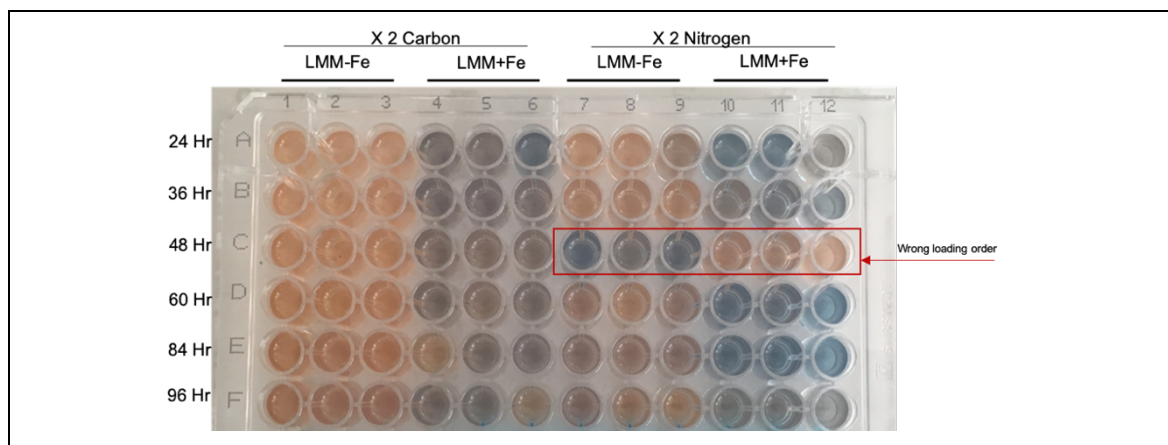 X 2 Carbon X 2 Nitrogen
LMM-Fe LMM+Fe LMM-Fe LMM+Fe
1 2 3 4 5 6 7 8 9 10 11 12
24 Hr A
36 Hr B
48 Hr C
Wrong loading order
60 Hr D
84 Hr E
96 Hr F